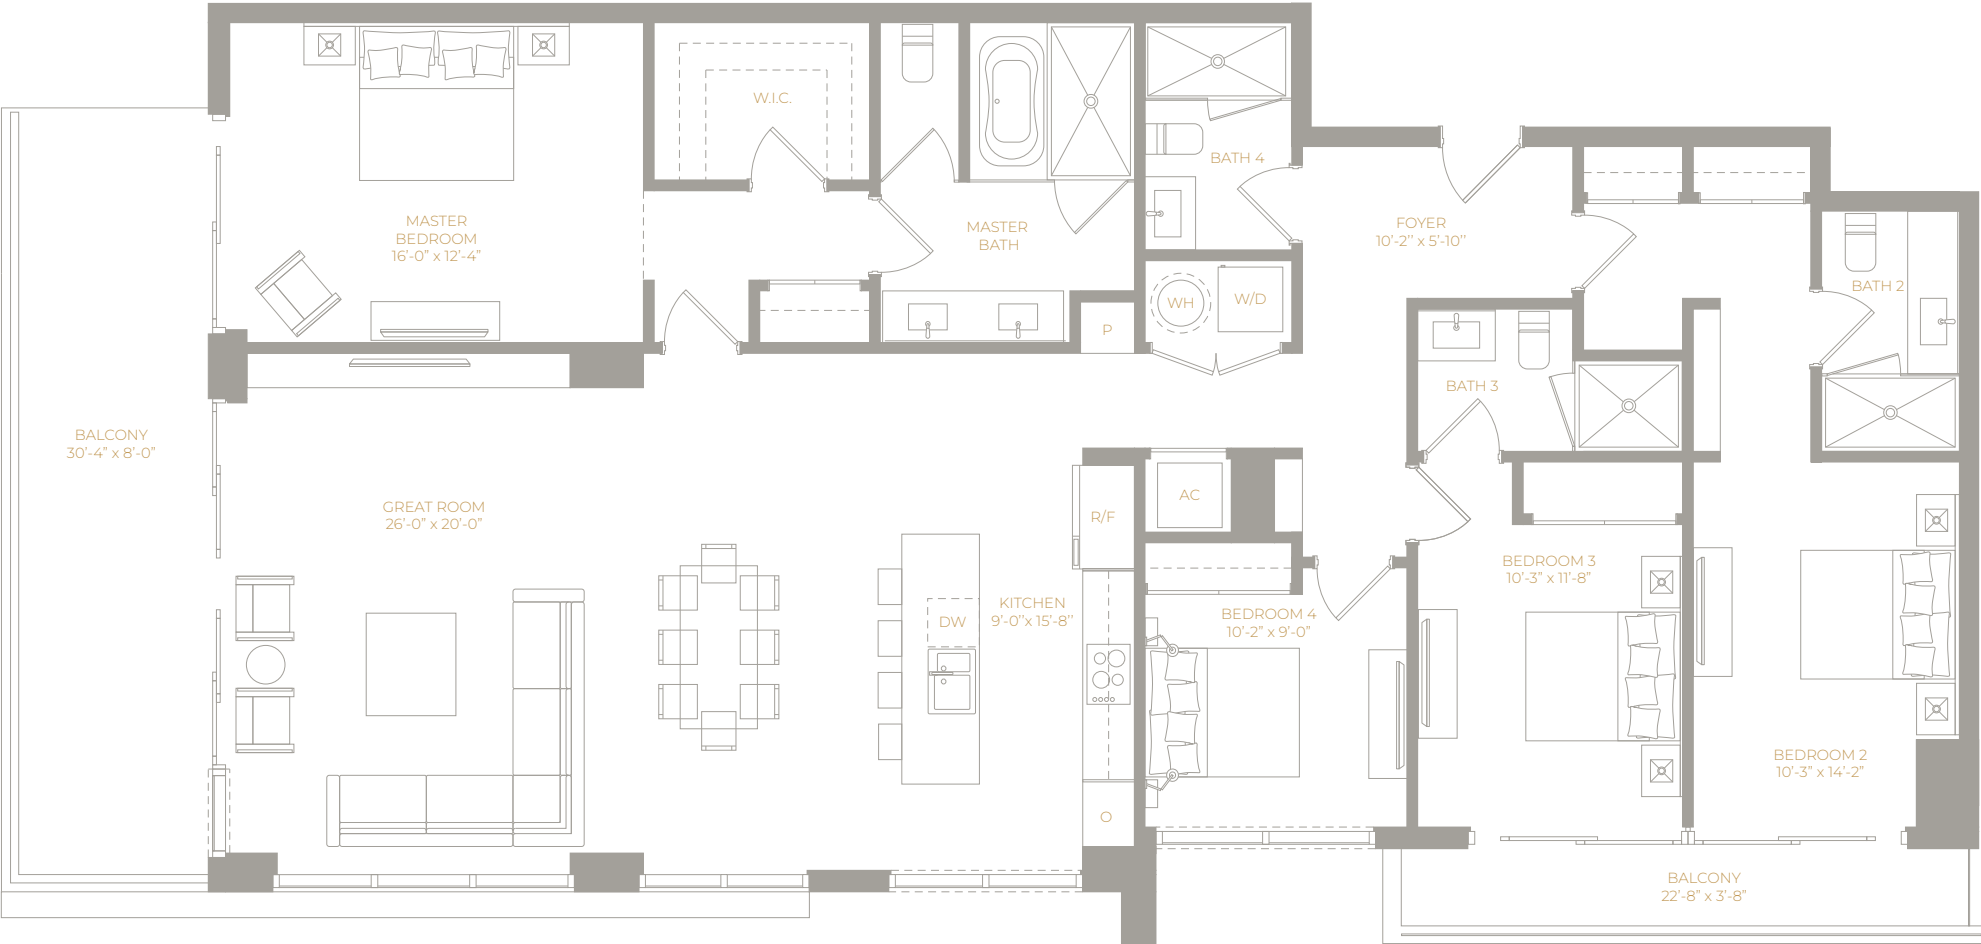 W.I.C.
BATH 4
MASTER
BEDROOM
16'-0" x 12'-4"
MASTER
BATH
FOYER
10'-2'' x 5'-10''
BATH 2
WH
W/D
P
BATH 3
BALCONY
30'-4" x 8'-0"
GREAT ROOM
26'-0" x 20'-0"
R/F
AC
BEDROOM 3
10'-3" x 11'-8"
KITCHEN
9'-0''x 15'-8''
DW
BEDROOM 4
10'-2" x 9'-0"
BEDROOM 2
10'-3" x 14'-2"
O
BALCONY
22'-8" x 3'-8"